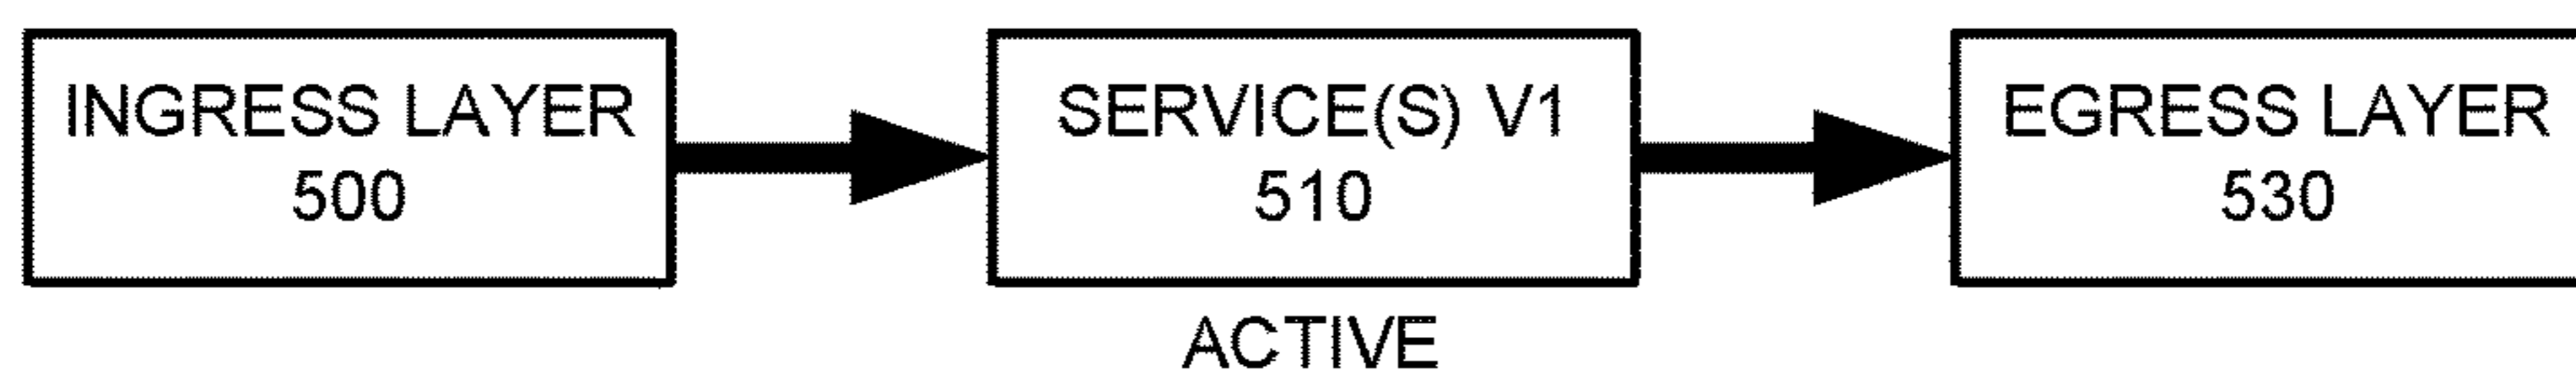 INGRESS LAYER
500
SERVICE(S) V1
510
ACTIVE
EGRESS LAYER
530